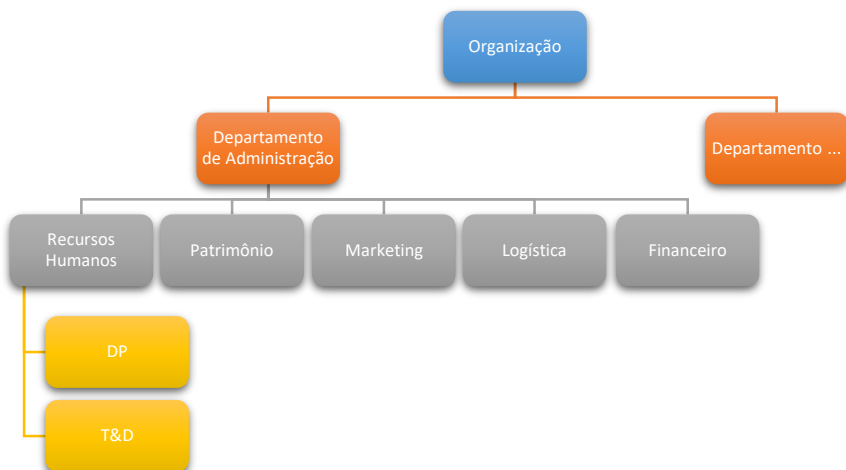 Organização
Departamento
de Administração
Departamento ...
Recursos
Humanos
Patrimônio
Marketing
Logística
Financeiro
DP
T&D